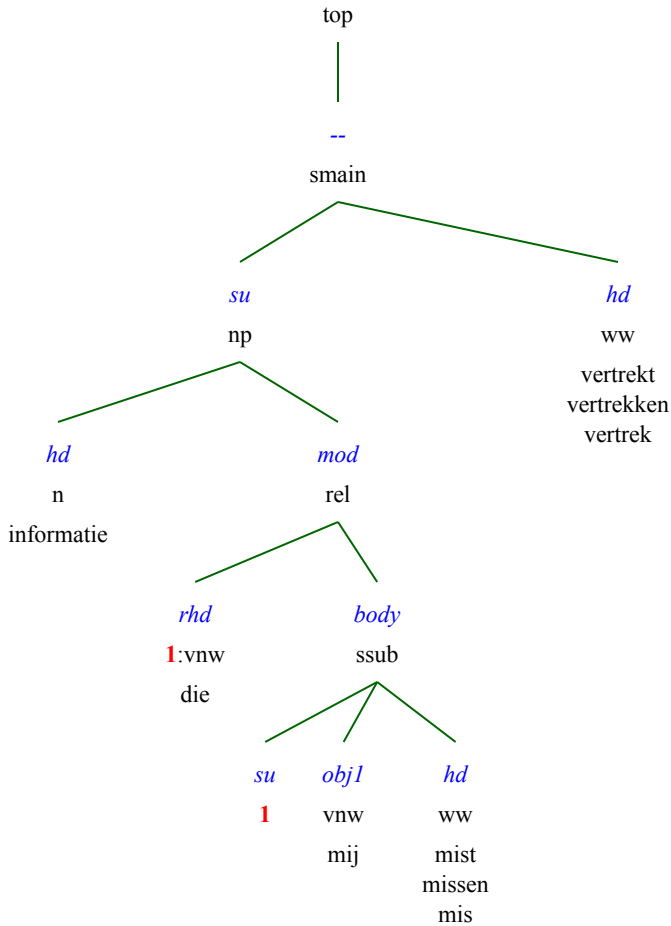 top
--
smain
su hd
np ww
vertrekt
vertrekken
vertrek
hd mod
n rel
informatie
rhd body
1:vnw ssub
die
su obj1 hd
1 vnw ww
mij mist
missen
mis